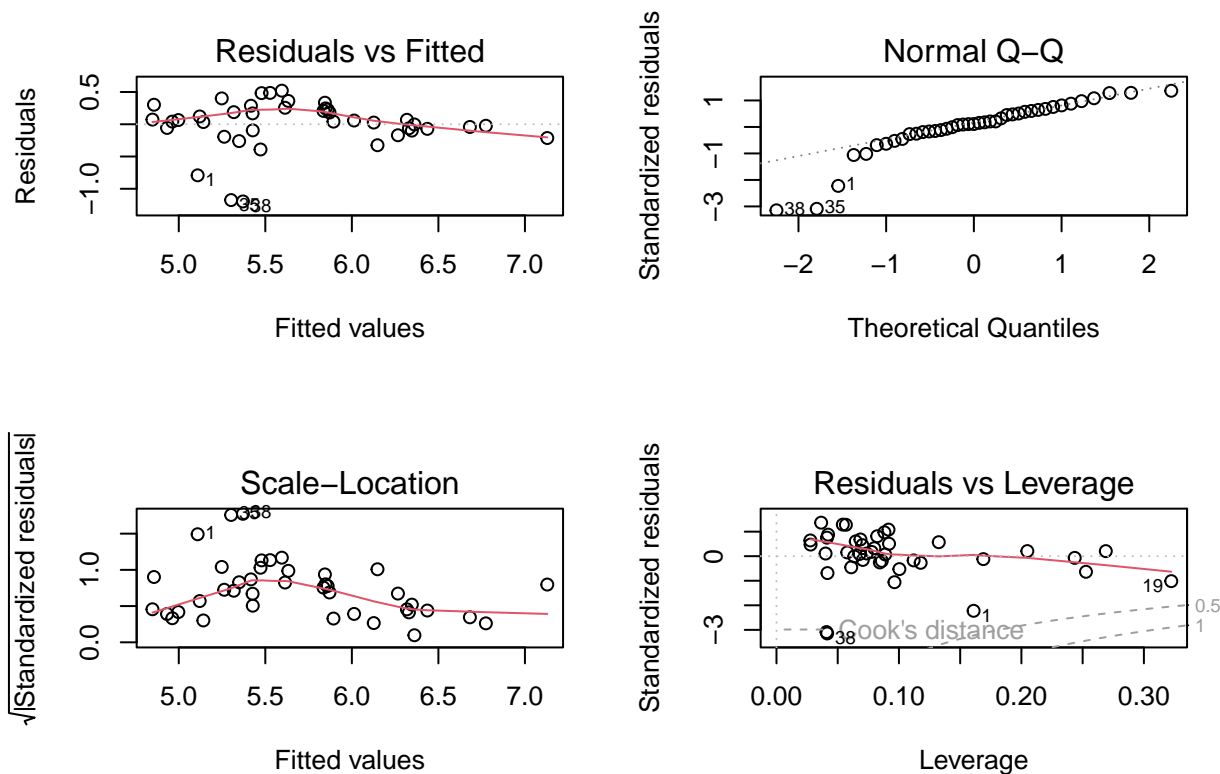 Residuals vs Fitted
Residuals
0.5
−1.0
1
35
38
5.0 5.5 6.0 6.5 7.0
Fitted values
Normal Q−Q
Standardized residuals
1
−1
−3
38
35
1
−2 −1 0 1 2
Theoretical Quantiles
Scale−Location
√|Standardized residuals|
1.0
0.0
1
35
38
5.0 5.5 6.0 6.5 7.0
Fitted values
Residuals vs Leverage
Standardized residuals
0
−3
19
1
38
Cook's distance
0.5
1
0.00 0.10 0.20 0.30
Leverage